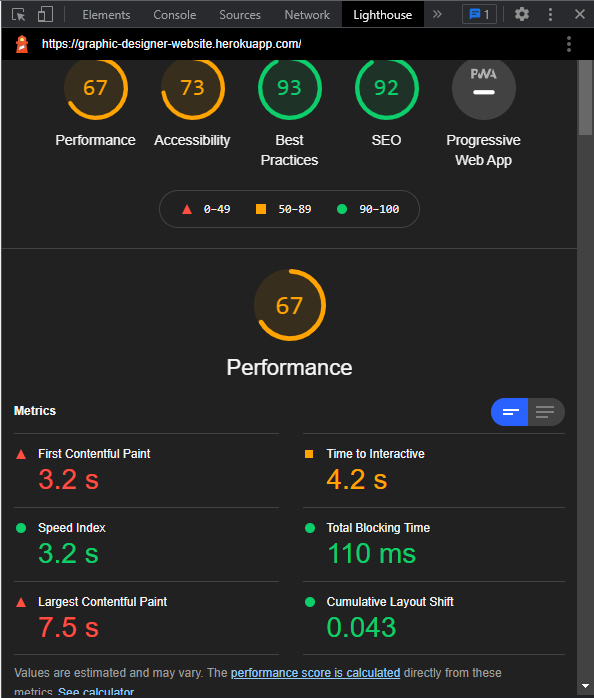 Elements Console Sources Network Lighthouse » 1
https://graphic-designer-website.herokuapp.com/
67 73 93 92 PWA
Performance Accessibility Best Practices SEO Progressive Web App
0–49 50–89 90–100
67
Performance
Metrics
First Contentful Paint
3.2 s
Time to Interactive
4.2 s
Speed Index
3.2 s
Total Blocking Time
110 ms
Largest Contentful Paint
7.5 s
Cumulative Layout Shift
0.043
Values are estimated and may vary. The performance score is calculated directly from these
metrics. See calculator.